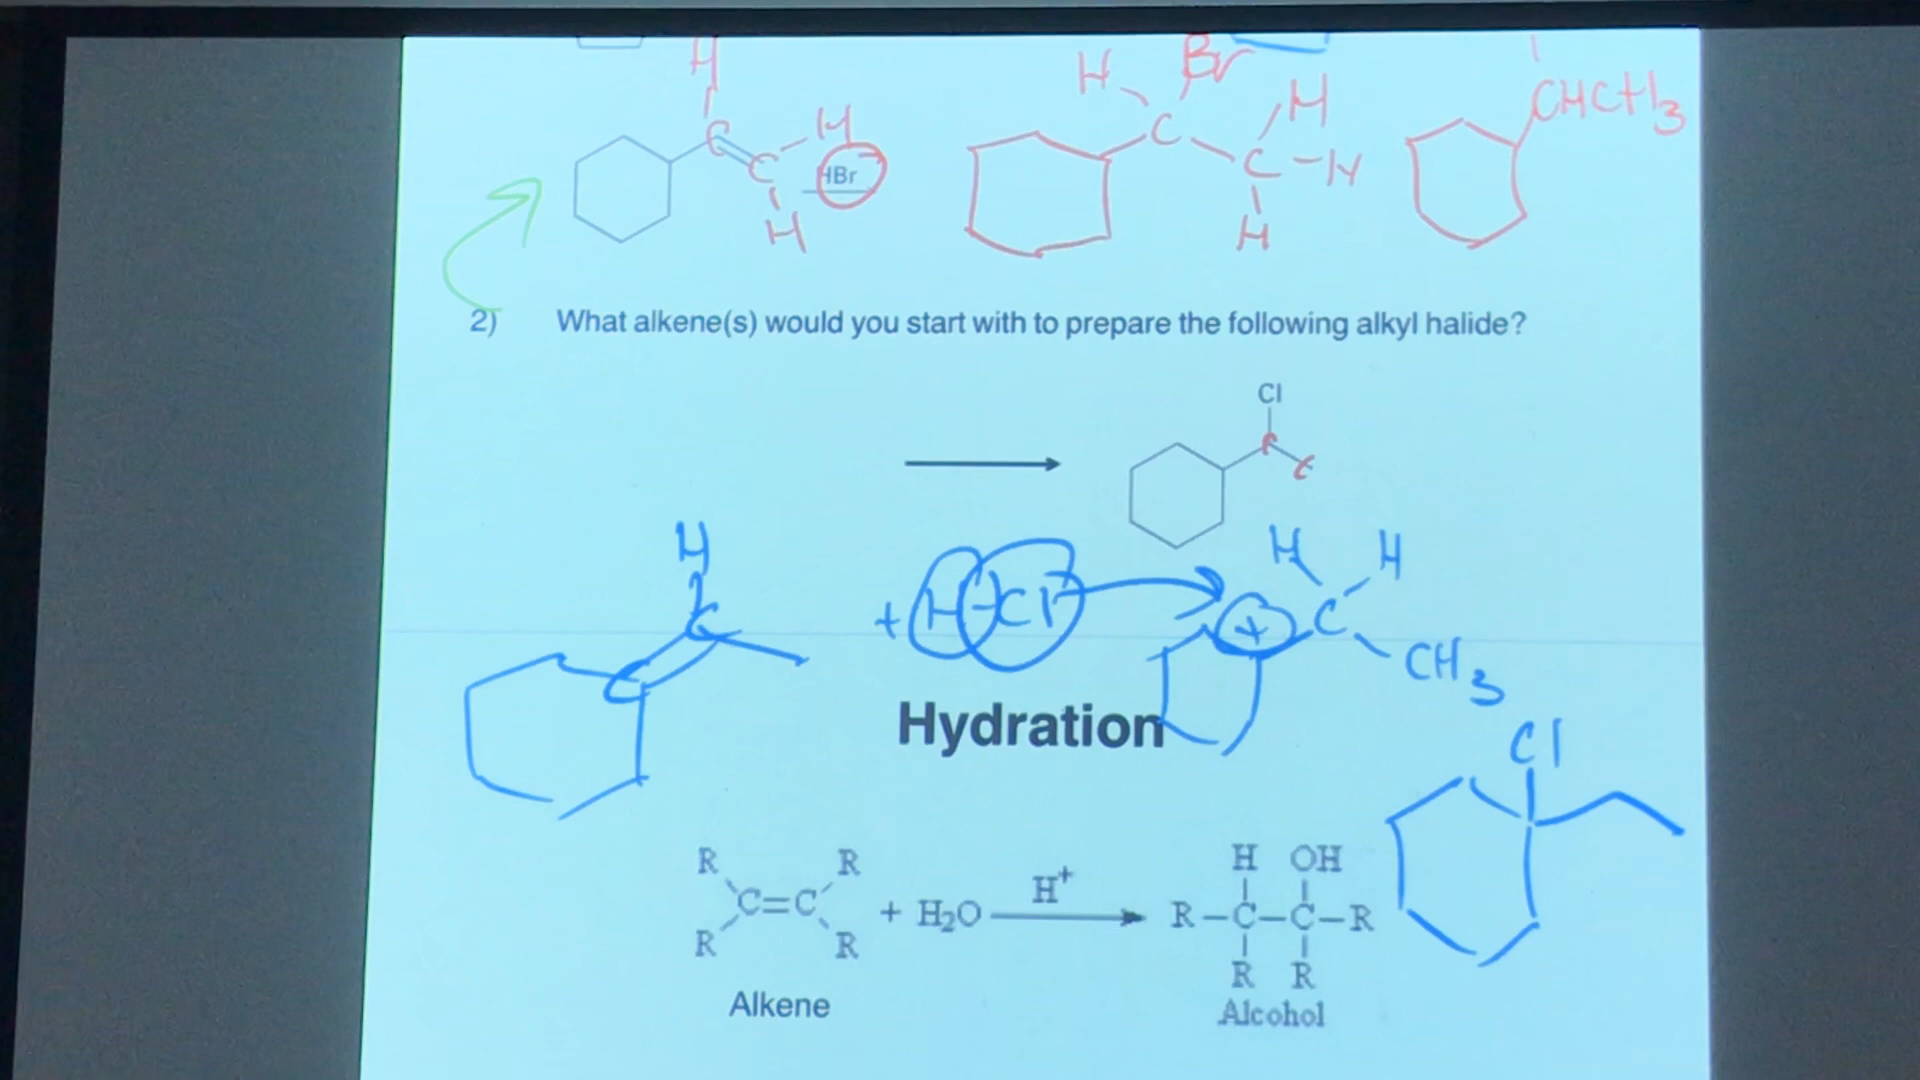 H
H Br
C H
C HBr
H
H
C
C -H
H
CHCH3
2) What alkene(s) would you start with to prepare the following alkyl halide?
Cl
C
C
H
C
+ H-Cl
+
H H
C
CH3
Hydration
Cl
R R
C=C + H2O H+
R R
Alkene
H OH
R-C-C-R
R R
Alcohol